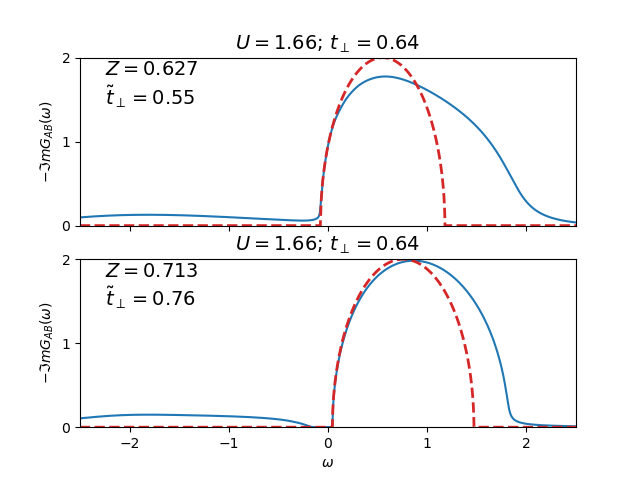 U = 1.66; t⊥ = 0.64
Z = 0.627
t̃⊥ = 0.55
−ℑmG_AB(ω)
2
1
0
U = 1.66; t⊥ = 0.64
Z = 0.713
t̃⊥ = 0.76
−ℑmG_AB(ω)
2
1
0
−2 −1 0 1 2
ω